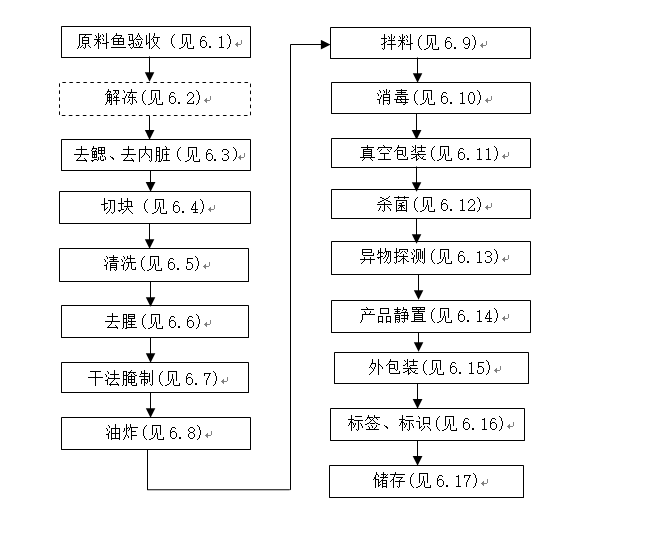 原料鱼验收（见 6.1)
解冻(见 6.2)
去鳃、去内脏（见 6.3)
切块（见 6.4)
清洗(见 6.5)
去腥(见 6.6)
干法腌制(见 6.7)
油炸(见 6.8)
拌料(见 6.9)
消毒(见 6.10)
真空包装(见 6.11)
杀菌(见 6.12)
异物探测(见 6.13)
产品静置(见 6.14)
外包装(见 6.15)
标签、标识(见 6.16)
储存(见 6.17)